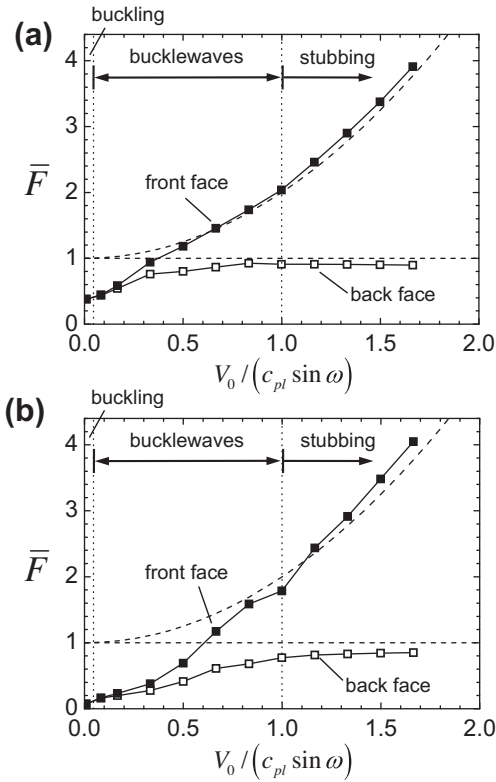 (a)
buckling
bucklewaves
stubbing
4
3
2
1
0
F̅
front face
back face
0.0 0.5 1.0 1.5 2.0
V₀ / (c_pl sin ω)
(b)
buckling
bucklewaves
stubbing
4
3
2
1
0
F̅
front face
back face
0.0 0.5 1.0 1.5 2.0
V₀ / (c_pl sin ω)